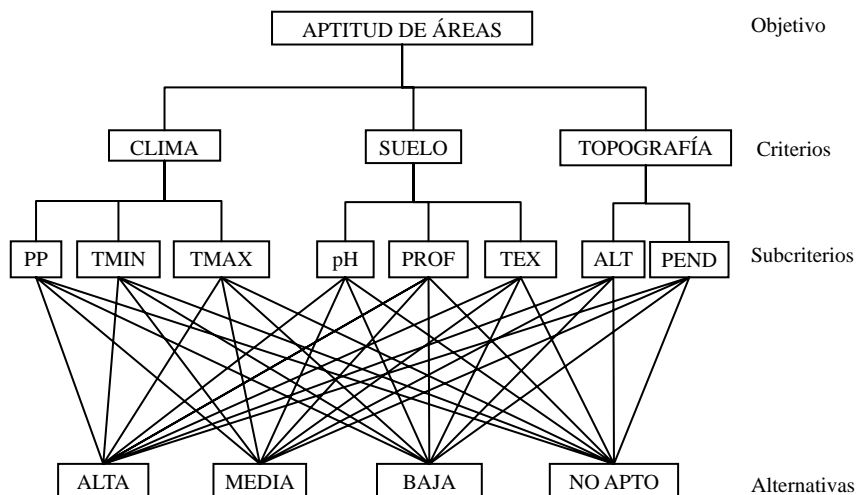 APTITUD DE ÁREAS Objetivo
CLIMA SUELO TOPOGRAFÍA Criterios
PP TMIN TMAX pH PROF TEX ALT PEND Subcriterios
ALTA MEDIA BAJA NO APTO Alternativas